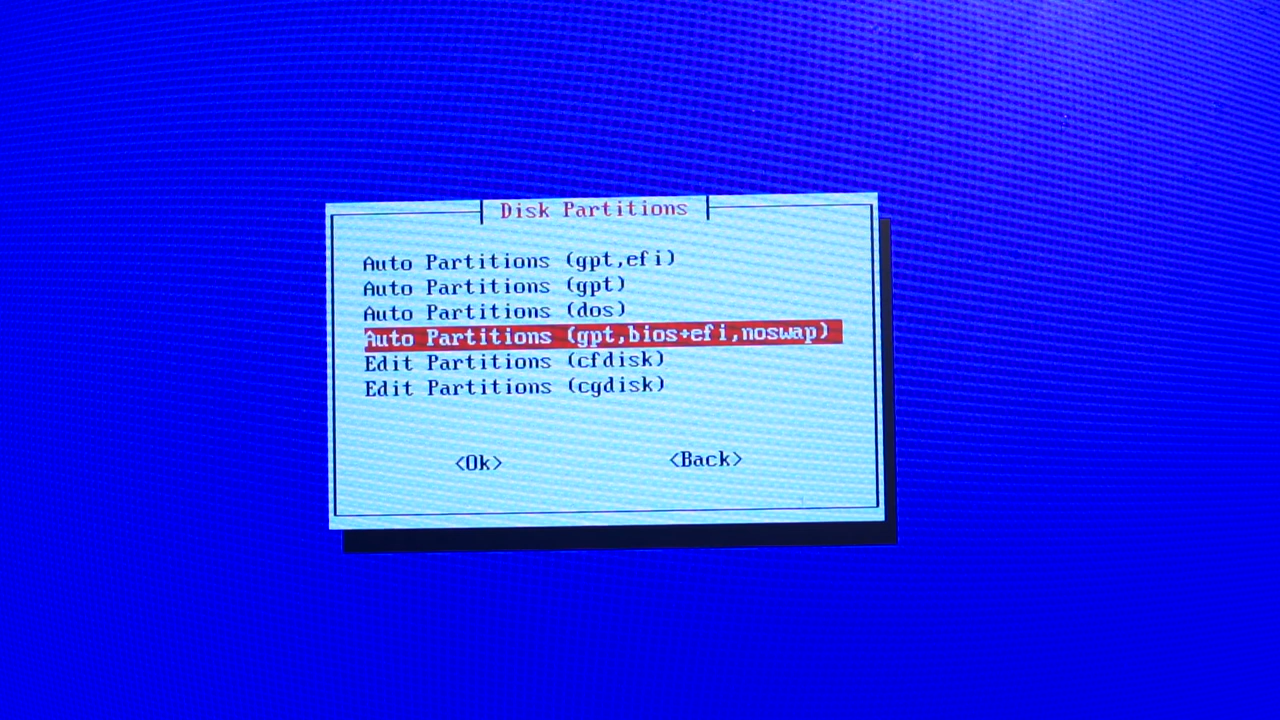 Disk Partitions
Auto Partitions (gpt,efi)
Auto Partitions (gpt)
Auto Partitions (dos)
Auto Partitions (gpt,bios+efi,noswap)
Edit Partitions (cfdisk)
Edit Partitions (cgdisk)
<Ok> <Back>